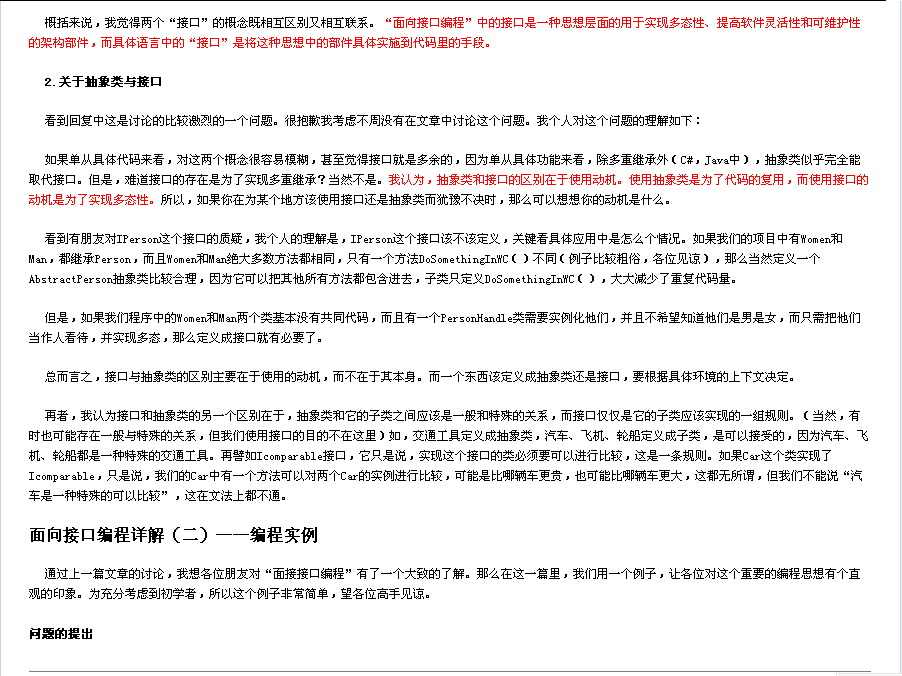 概括来说，我觉得两个“接口”的概念既相互区别又相互联系。“面向接口编程”中的接口是一种思想层面的用于实现多态性、提高软件灵活性和可维护性
的架构部件，而具体语言中的“接口”是将这种思想中的部件具体实施到代码里的手段。
2.关于抽象类与接口
看到回复中这是讨论的比较激烈的一个问题。很抱歉我考虑不周没有在文章中讨论这个问题。我个人对这个问题的理解如下：
如果单从具体代码来看，对这两个概念很容易模糊，甚至觉得接口就是多余的，因为单从具体功能来看，除多重继承外（C#，Java中），抽象类似乎完全能
取代接口。但是，难道接口的存在是为了实现多重继承？当然不是。我认为，抽象类和接口的区别在于使用动机。使用抽象类是为了代码的复用，而使用接口的
动机是为了实现多态性。所以，如果你在为某个地方该使用接口还是抽象类而犹豫不决时，那么可以想想你的动机是什么。
看到有朋友对IPerson这个接口的质疑，我个人的理解是，IPerson这个接口该不该定义，关键看具体应用中是怎么个情况。如果我们的项目中有Women和
Man，都继承Person，而且Women和Man绝大多数方法都相同，只有一个方法DoSomethingInWC（）不同（例子比较粗俗，各位见谅），那么当然定义一个
AbstractPerson抽象类比较合理，因为它可以把其他所有方法都包含进去，子类只定义DoSomethingInWC（），大大减少了重复代码量。
但是，如果我们程序中的Women和Man两个类基本没有共同代码，而且有一个PersonHandle类需要实例化他们，并且不希望知道他们是男是女，而只需把他们
当作人看待，并实现多态，那么定义成接口就有必要了。
总而言之，接口与抽象类的区别主要在于使用的动机，而不在于其本身。而一个东西该定义成抽象类还是接口，要根据具体环境的上下文决定。
再者，我认为接口和抽象类的另一个区别在于，抽象类和它的子类之间应该是一般和特殊的关系，而接口仅仅是它的子类应该实现的一组规则。（当然，有
时也可能存在一般与特殊的关系，但我们使用接口的目的不在这里）如，交通工具定义成抽象类，汽车、飞机、轮船定义成子类，是可以接受的，因为汽车、飞
机、轮船都是一种特殊的交通工具。再譬如Icomparable接口，它只是说，实现这个接口的类必须要可以进行比较，这是一条规则。如果Car这个类实现了
Icomparable，只是说，我们的Car中有一个方法可以对两个Car的实例进行比较，可能是比哪辆车更贵，也可能比哪辆车更大，这都无所谓，但我们不能说“汽
车是一种特殊的可以比较”，这在文法上都不通。
面向接口编程详解（二）——编程实例
通过上一篇文章的讨论，我想各位朋友对“面接接口编程”有了一个大致的了解。那么在这一篇里，我们用一个例子，让各位对这个重要的编程思想有个直
观的印象。为充分考虑到初学者，所以这个例子非常简单，望各位高手见谅。
问题的提出